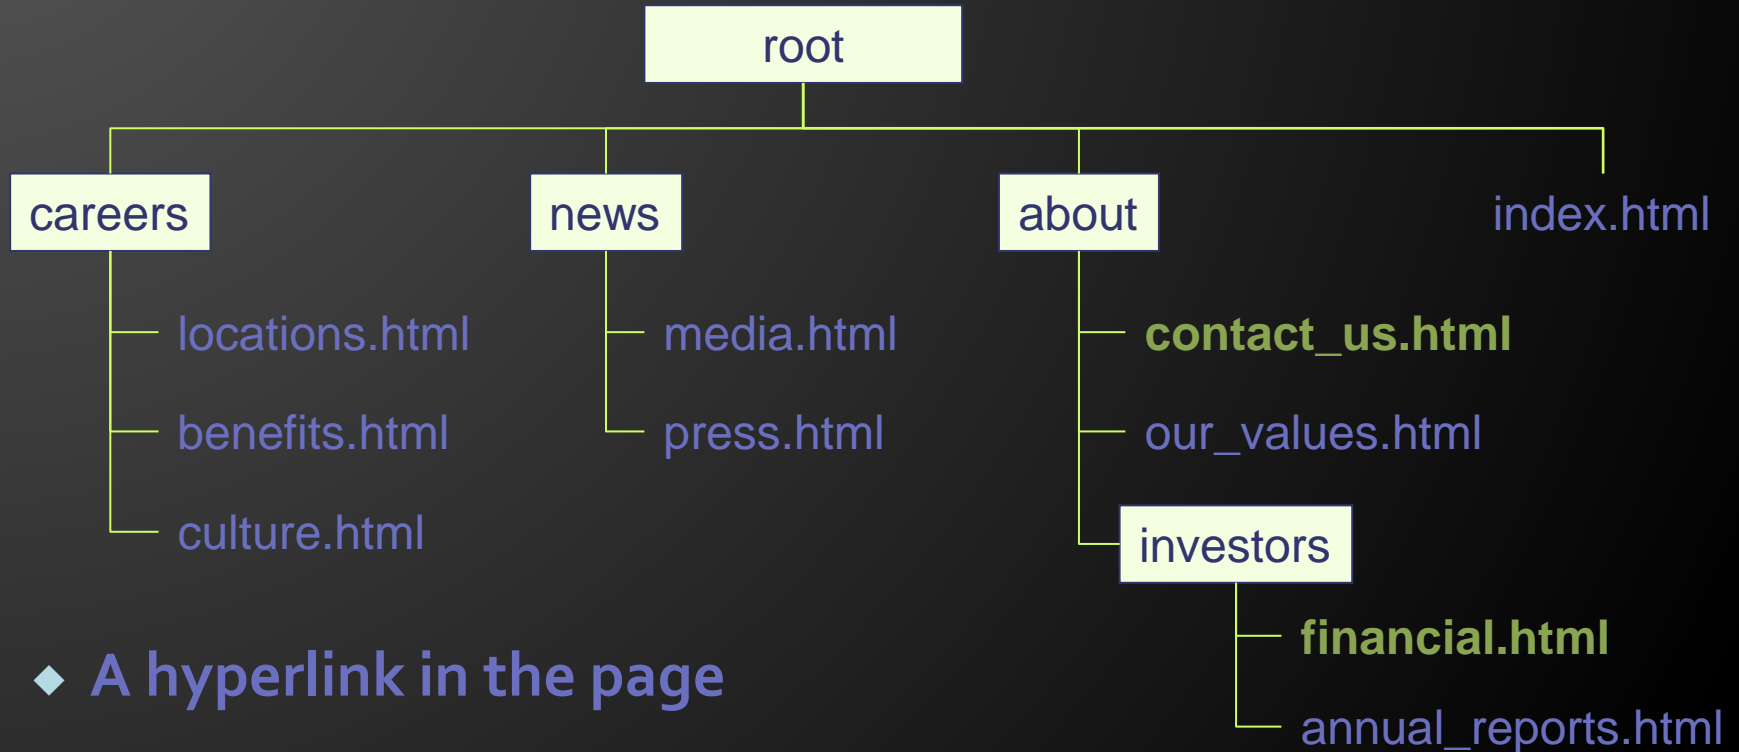 root
careers
news
about
index.html
locations.html
media.html
contact_us.html
benefits.html
press.html
our_values.html
culture.html
investors
financial.html
A hyperlink in the page
annual_reports.html